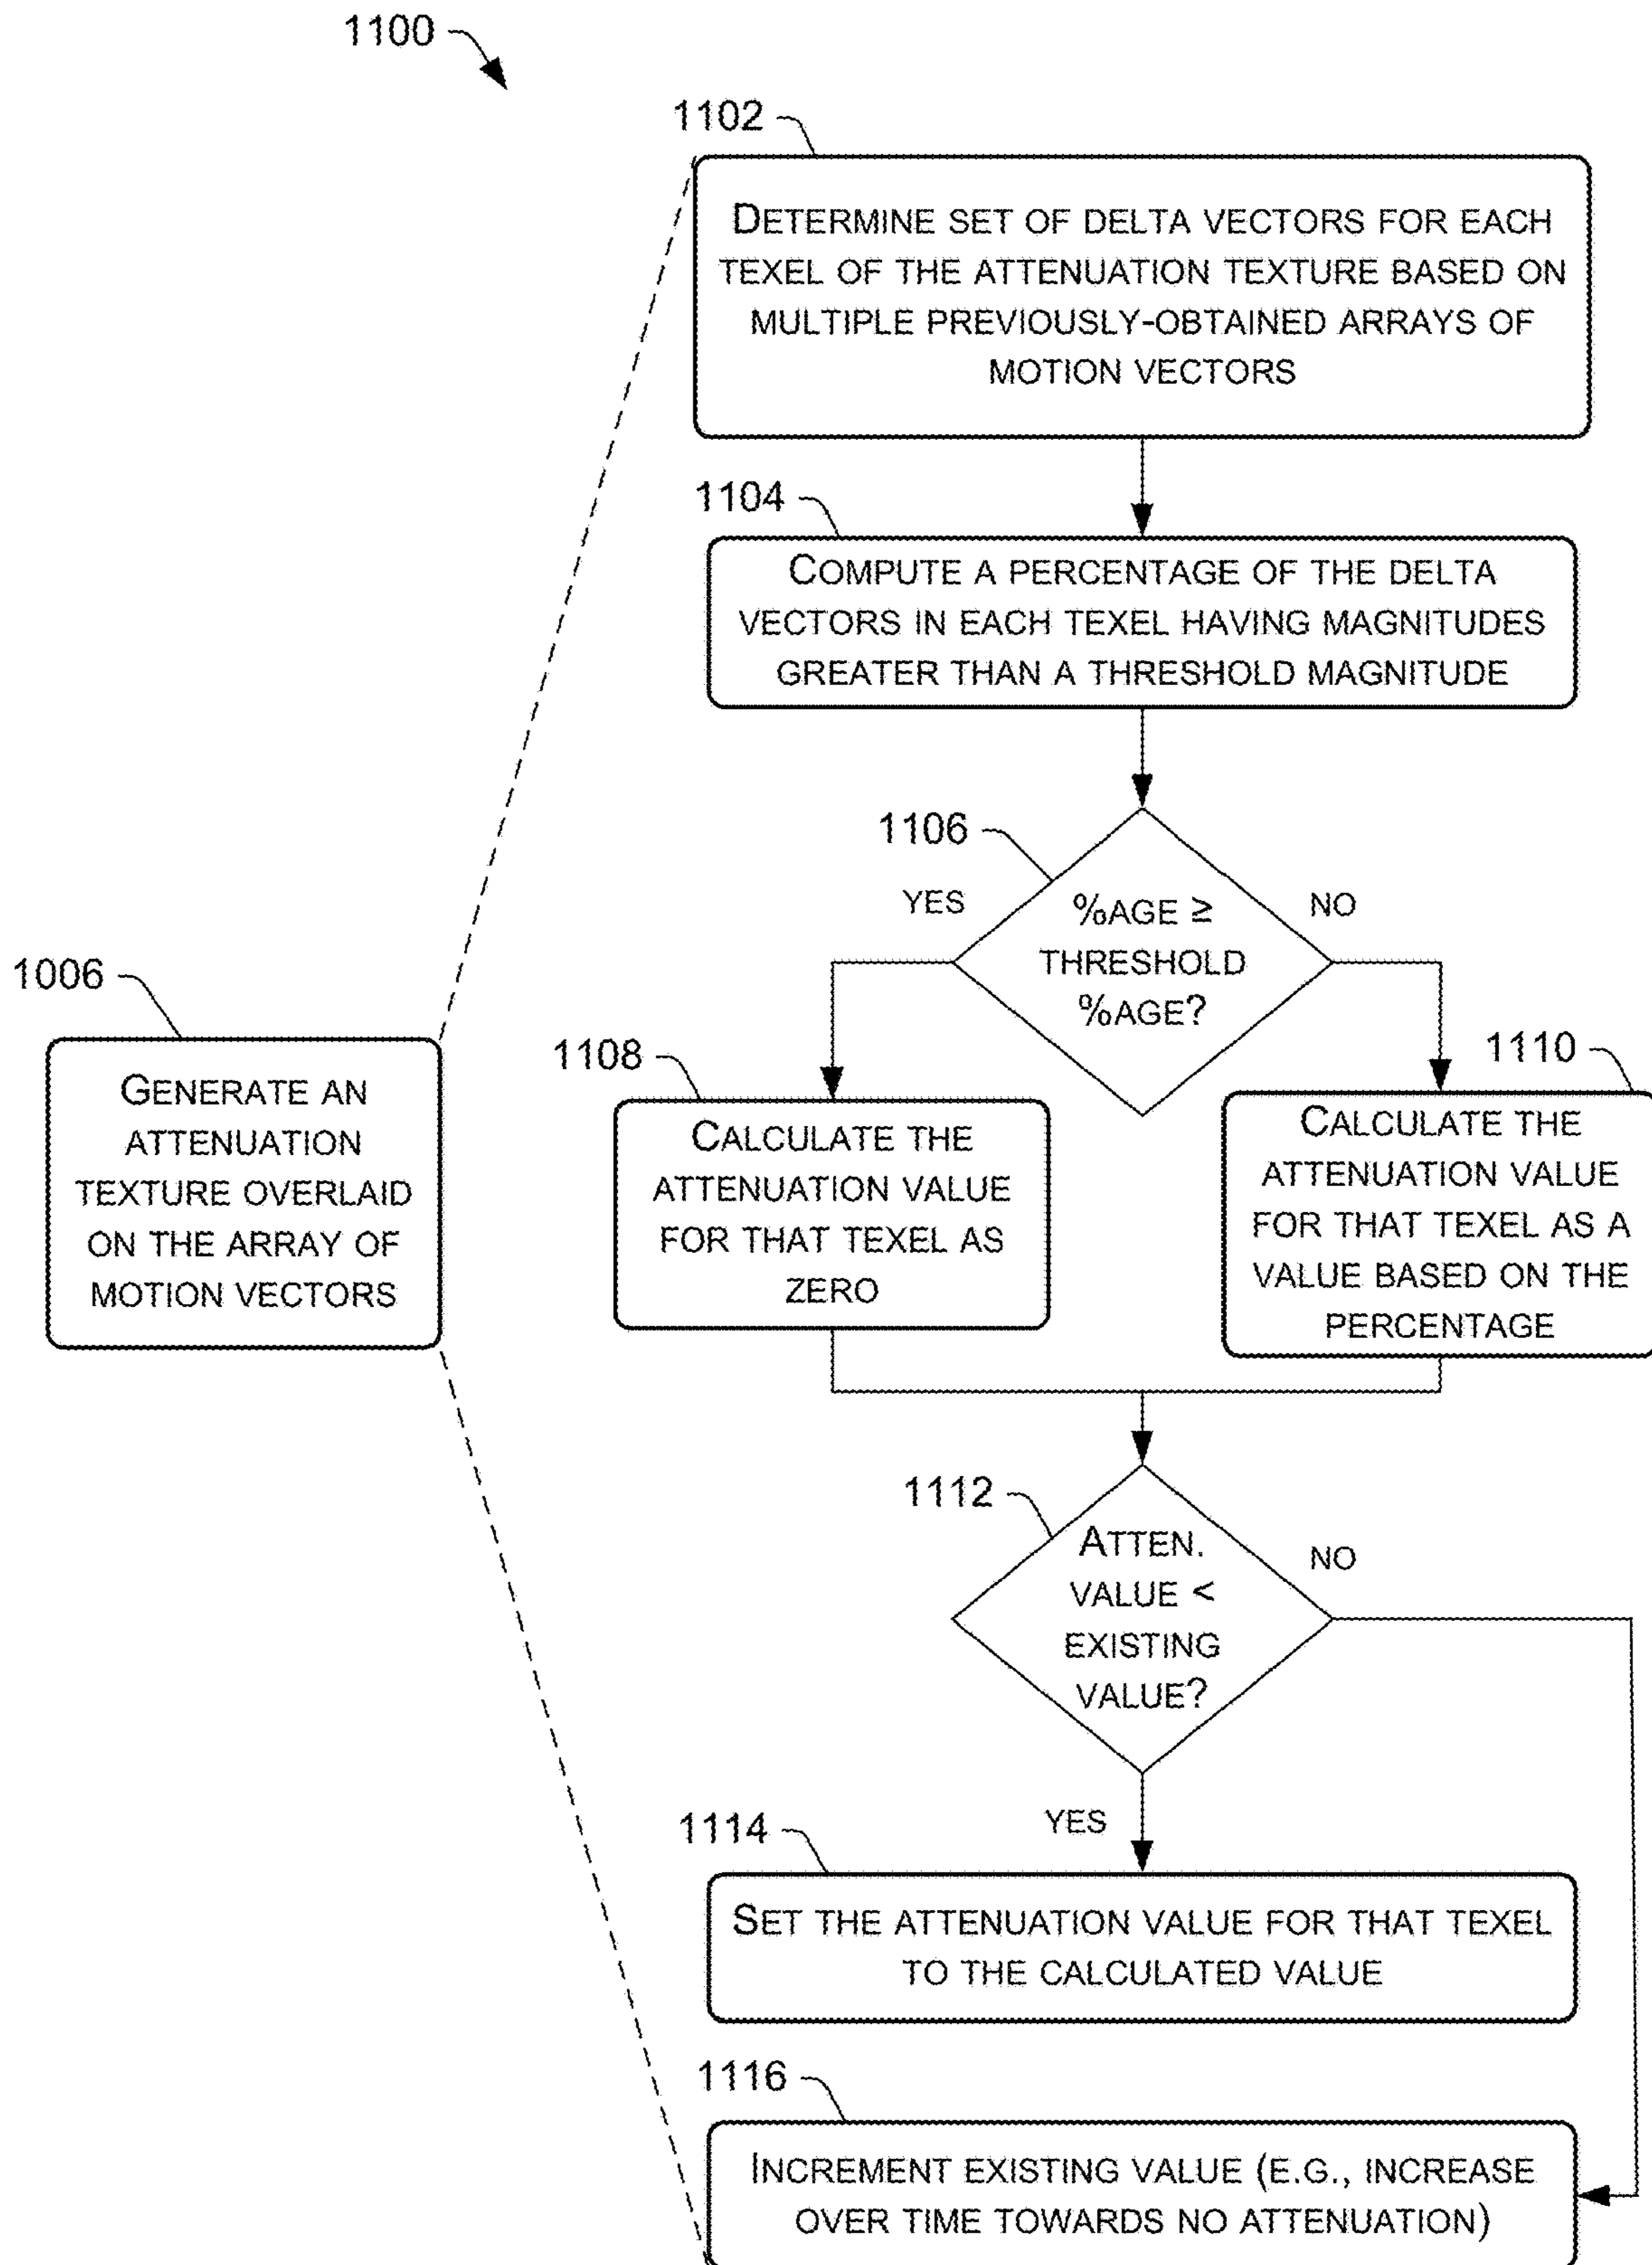 1100
1102
DETERMINE SET OF DELTA VECTORS FOR EACH
TEXEL OF THE ATTENUATION TEXTURE BASED ON
MULTIPLE PREVIOUSLY-OBTAINED ARRAYS OF
MOTION VECTORS
1104
COMPUTE A PERCENTAGE OF THE DELTA
VECTORS IN EACH TEXEL HAVING MAGNITUDES
GREATER THAN A THRESHOLD MAGNITUDE
1106
YES
%AGE ≥
THRESHOLD
%AGE?
NO
1006
GENERATE AN
ATTENUATION
TEXTURE OVERLAID
ON THE ARRAY OF
MOTION VECTORS
1108
CALCULATE THE
ATTENUATION VALUE
FOR THAT TEXEL AS
ZERO
1110
CALCULATE THE
ATTENUATION VALUE
FOR THAT TEXEL AS A
VALUE BASED ON THE
PERCENTAGE
1112
ATTEN.
VALUE <
EXISTING
VALUE?
NO
YES
1114
SET THE ATTENUATION VALUE FOR THAT TEXEL
TO THE CALCULATED VALUE
1116
INCREMENT EXISTING VALUE (E.G., INCREASE
OVER TIME TOWARDS NO ATTENUATION)